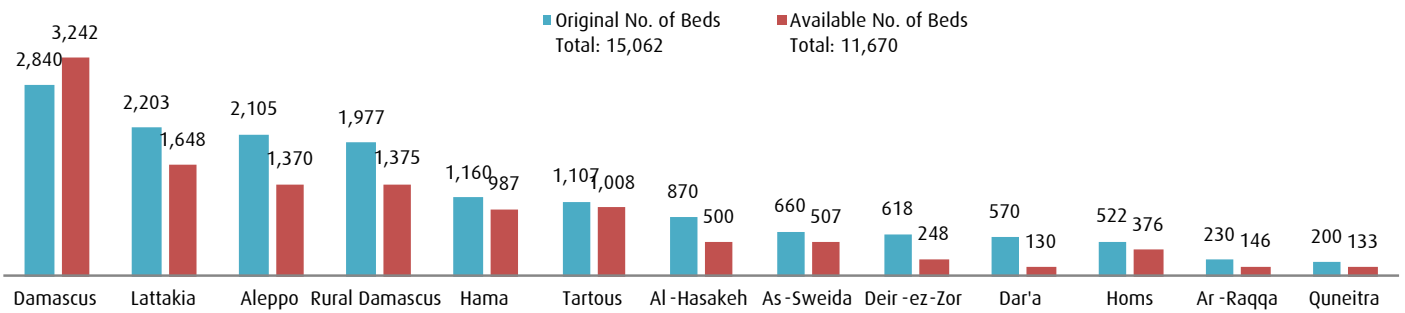 Original No. of Beds
Total: 15,062
Available No. of Beds
Total: 11,670
2,840 3,242
2,203 1,648
2,105 1,370
1,977 1,375
1,160 987
1,107 1,008
870 500
660 507
618 248
570 130
522 376
230 146
200 133
Damascus Lattakia Aleppo Rural Damascus Hama Tartous Al -Hasakeh As -Sweida Deir -ez-Zor Dar'a Homs Ar -Raqqa Quneitra